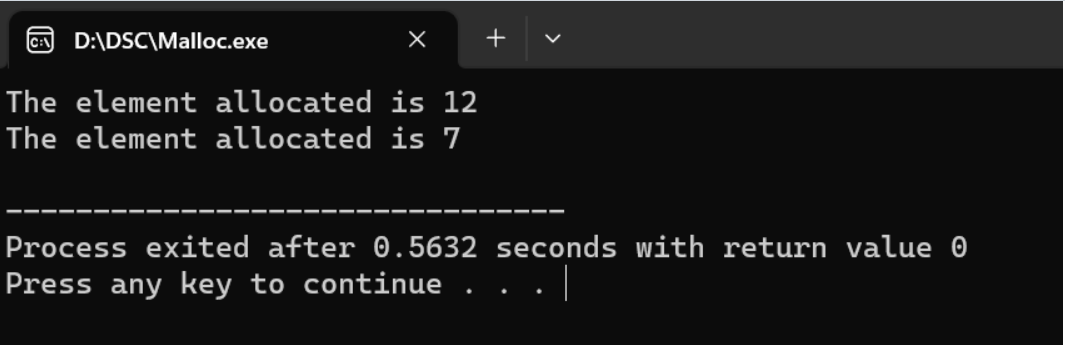 D:\DSC\Malloc.exe
The element allocated is 12
The element allocated is 7
--------------------------------
Process exited after 0.5632 seconds with return value 0
Press any key to continue . . .